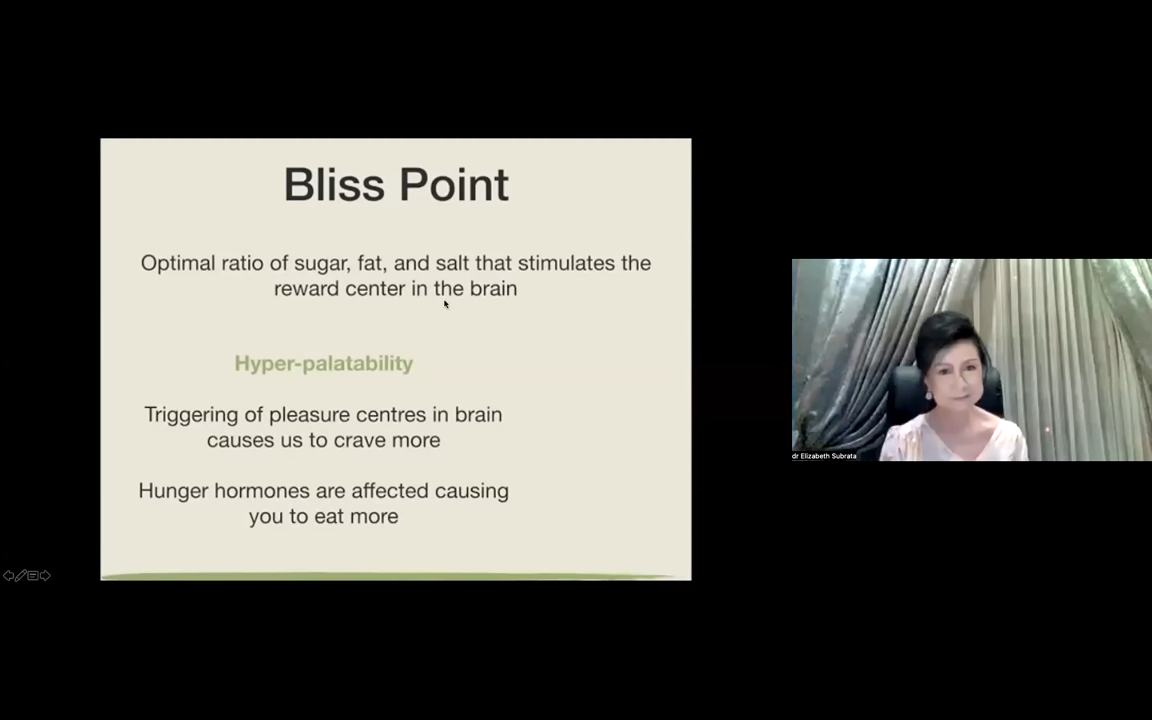 Bliss Point
Optimal ratio of sugar, fat, and salt that stimulates the
reward center in the brain
Hyper-palatability
Triggering of pleasure centres in brain
causes us to crave more
Hunger hormones are affected causing
you to eat more
dr Elizabeth Subrata